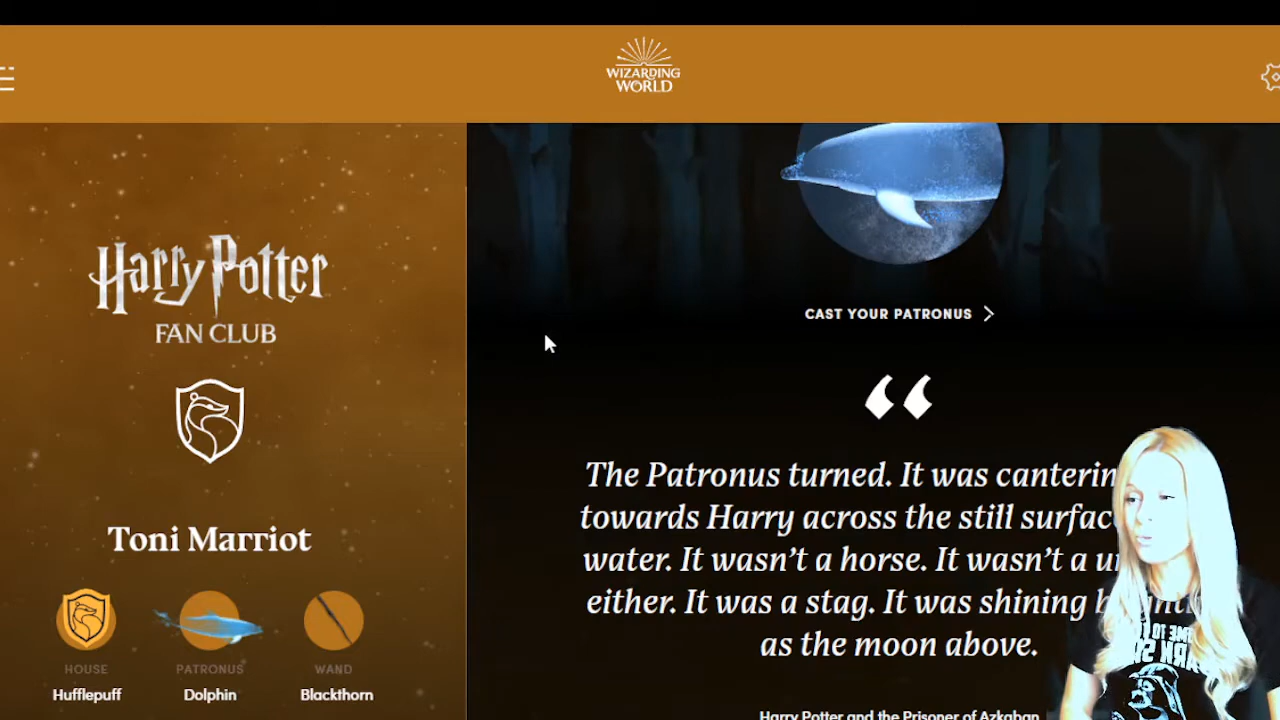 WIZARDING
WORLD
Harry Potter
FAN CLUB
Toni Marriot
HOUSE
Hufflepuff
PATRONUS
Dolphin
WAND
Blackthorn
CAST YOUR PATRONUS
“
The Patronus turned. It was canterin
towards Harry across the still surfac
water. It wasn’t a horse. It wasn’t a u
either. It was a stag. It was shining
as the moon above.
Harry Potter and the Prisoner of Azkaban